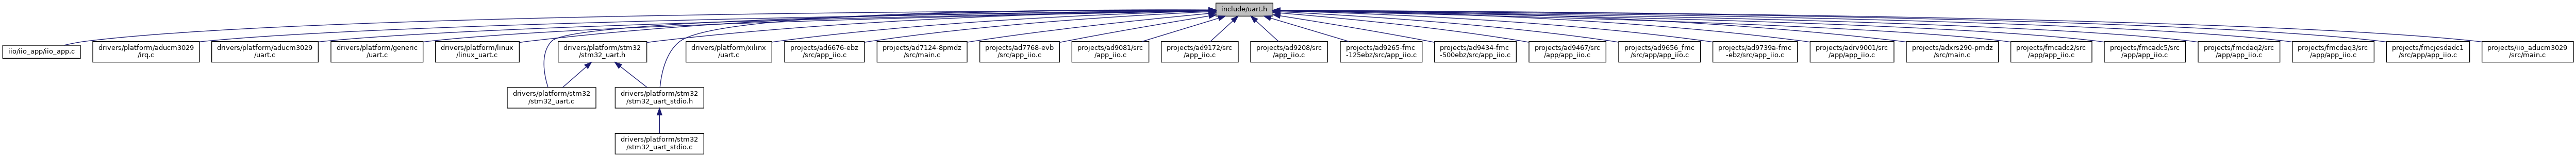 include/uart.h
iio/iio_app/iio_app.c
drivers/platform/aducm3029
/irq.c
drivers/platform/aducm3029
/uart.c
drivers/platform/generic
/uart.c
drivers/platform/linux
/linux_uart.c
drivers/platform/stm32
/stm32_uart.h
drivers/platform/xilinx
/uart.c
projects/ad6676-ebz
/src/app_iio.c
projects/ad7124-8pmdz
/src/main.c
projects/ad7768-evb
/src/app_iio.c
projects/ad9081/src
/app_iio.c
projects/ad9172/src
/app_iio.c
projects/ad9208/src
/app_iio.c
projects/ad9265-fmc
-125ebz/src/app_iio.c
projects/ad9434-fmc
-500ebz/src/app_iio.c
projects/ad9467/src
/app/app_iio.c
projects/ad9656_fmc
/src/app/app_iio.c
projects/ad9739a-fmc
-ebz/src/app_iio.c
projects/adrv9001/src
/app/app_iio.c
projects/adxrs290-pmdz
/src/main.c
projects/fmcadc2/src
/app/app_iio.c
projects/fmcadc5/src
/app/app_iio.c
projects/fmcdaq2/src
/app/app_iio.c
projects/fmcdaq3/src
/app/app_iio.c
projects/fmcjesdadc1
/src/app/app_iio.c
projects/iio_aducm3029
/src/main.c
drivers/platform/stm32
/stm32_uart.c
drivers/platform/stm32
/stm32_uart_stdio.h
drivers/platform/stm32
/stm32_uart_stdio.c